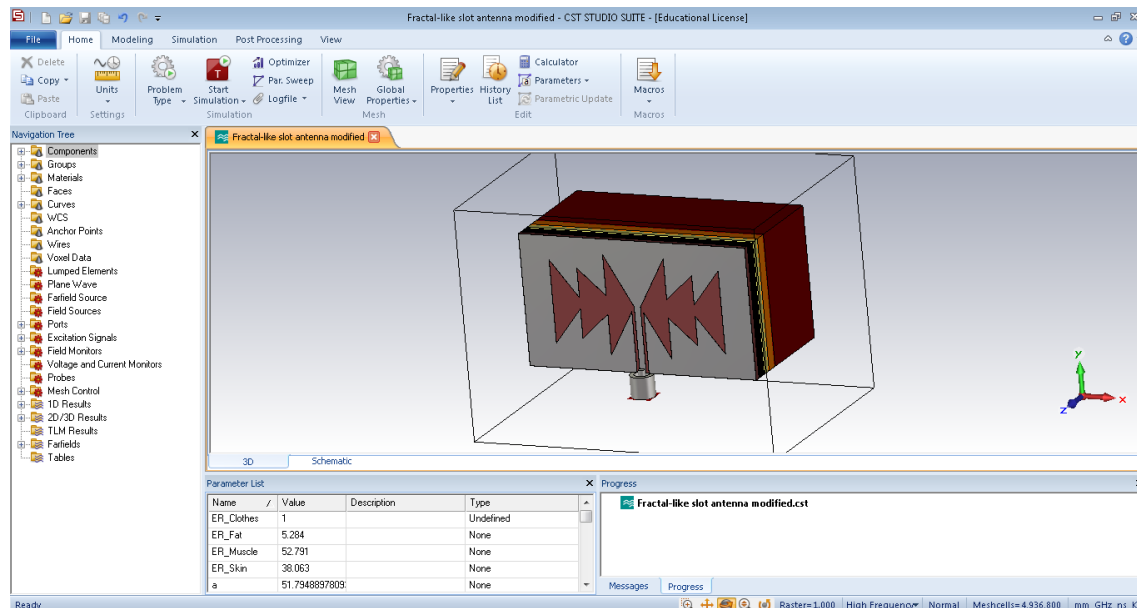 Fractal-like slot antenna modified - CST STUDIO SUITE - [Educational License]
File Home Modeling Simulation Post Processing View
Delete
Copy
Paste
Clipboard
Units
Settings
Problem Type
Start Simulation
Optimizer
Par. Sweep
Logfile
Simulation
Mesh View
Global Properties
Mesh
Properties
History List
Calculator
Parameters
Parametric Update
Edit
Macros
Macros
Navigation Tree
Fractal-like slot antenna modified
Components
Groups
Materials
Faces
Curves
WCS
Anchor Points
Wires
Voxel Data
Lumped Elements
Plane Wave
Farfield Source
Field Sources
Ports
Excitation Signals
Field Monitors
Voltage and Current Monitors
Probes
Mesh Control
1D Results
2D/3D Results
TLM Results
Farfields
Tables
y
x
z
3D Schematic
Parameter List
Name / Value Description Type
ER_Clothes 1 Undefined
ER_Fat 5.284 None
ER_Muscle 52.791 None
ER_Skin 38.063 None
a 51.7948897809 None
Progress
Fractal-like slot antenna modified.cst
Messages Progress
Ready Raster=1.000 High Frequency Normal Meshcells=4,936,800 mm GHz ns